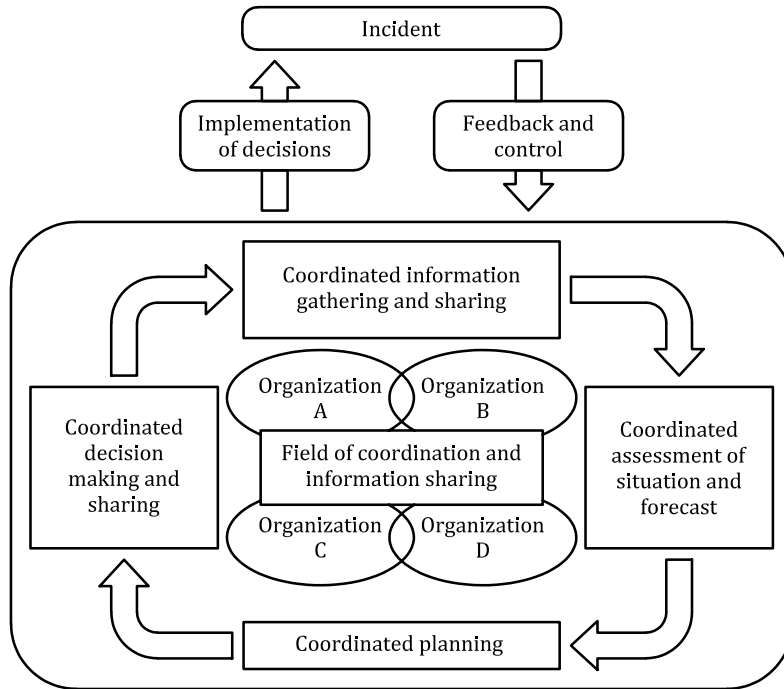 Incident
Implementation
of decisions
Feedback and
control
Coordinated information
gathering and sharing
Organization
A
Organization
B
Coordinated
decision
making and
sharing
Field of coordination and
information sharing
Coordinated
assessment of
situation and
forecast
Organization
C
Organization
D
Coordinated planning